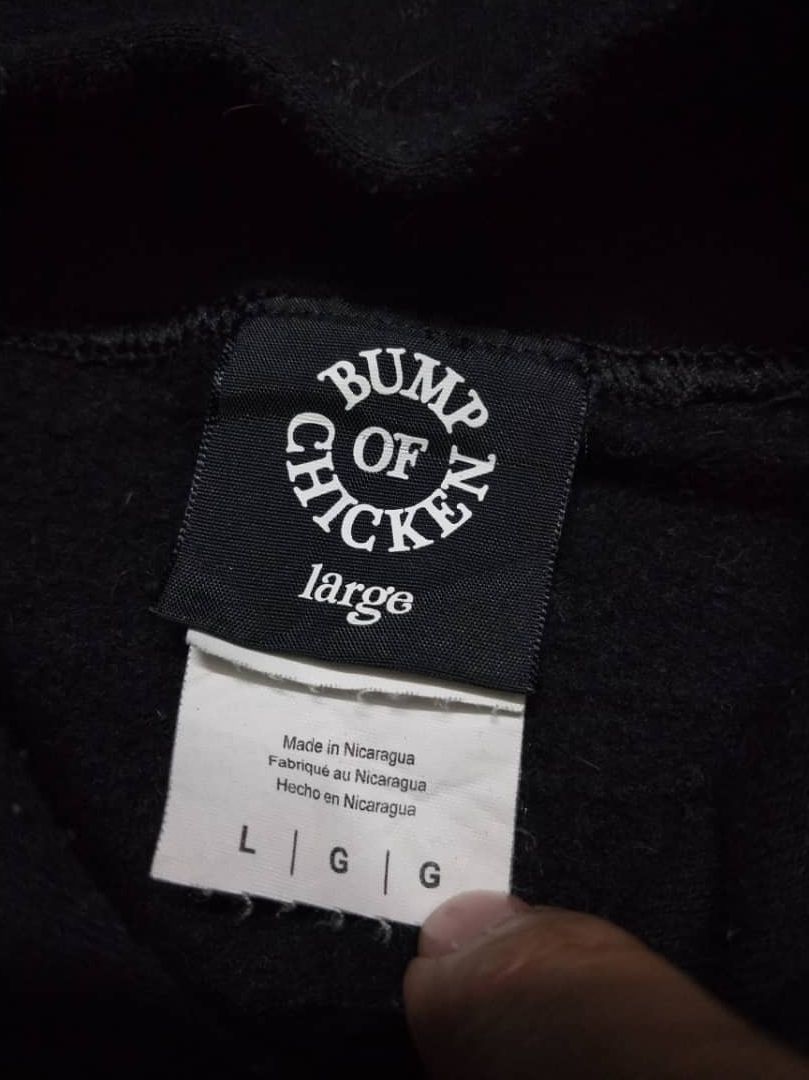 BUMP
OF
CHICKEN
large
Made in Nicaragua
Fabriqué au Nicaragua
Hecho en Nicaragua
L | G | G